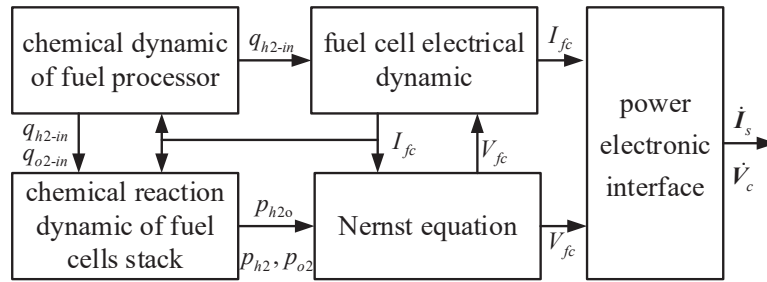 chemical dynamic
of fuel processor
q_{h2-in}
fuel cell electrical
dynamic
I_{fc}
power
electronic
interface
\dot{I}_s
\dot{V}_c
q_{h2-in}
q_{o2-in}
I_{fc}
V_{fc}
chemical reaction
dynamic of fuel
cells stack
p_{h2o}
p_{h2}, p_{o2}
Nernst equation
V_{fc}